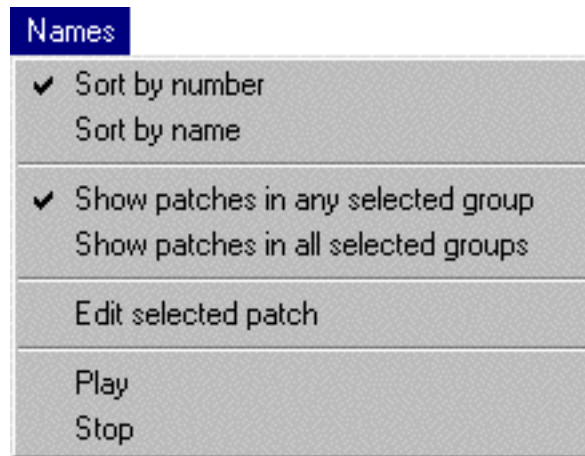 Names
Sort by number
Sort by name
Show patches in any selected group
Show patches in all selected groups
Edit selected patch
Play
Stop